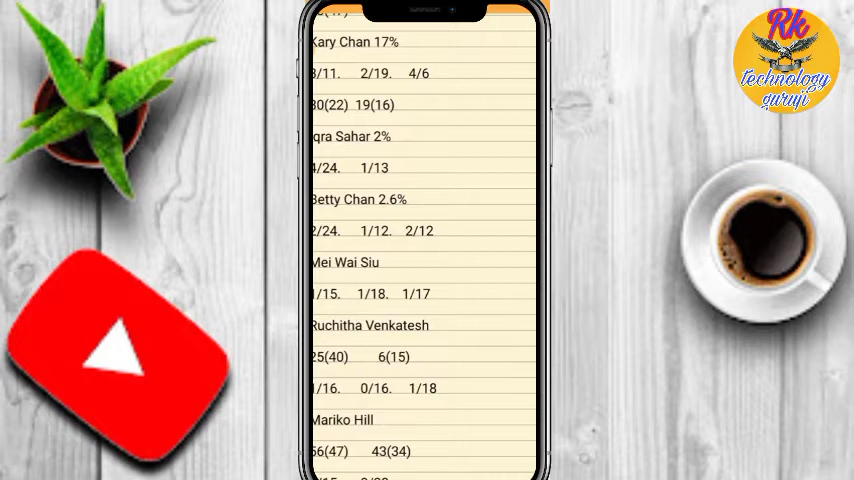 Kary Chan 17%
3/11. 2/19. 4/6
30(22) 19(16)
Iqra Sahar 2%
4/24. 1/13
Betty Chan 2.6%
2/24. 1/12. 2/12
Mei Wai Siu
1/15. 1/18. 1/17
Ruchitha Venkatesh
25(40) 6(15)
1/16. 0/16. 1/18
Mariko Hill
56(47) 43(34)
Rk
technology
guruji